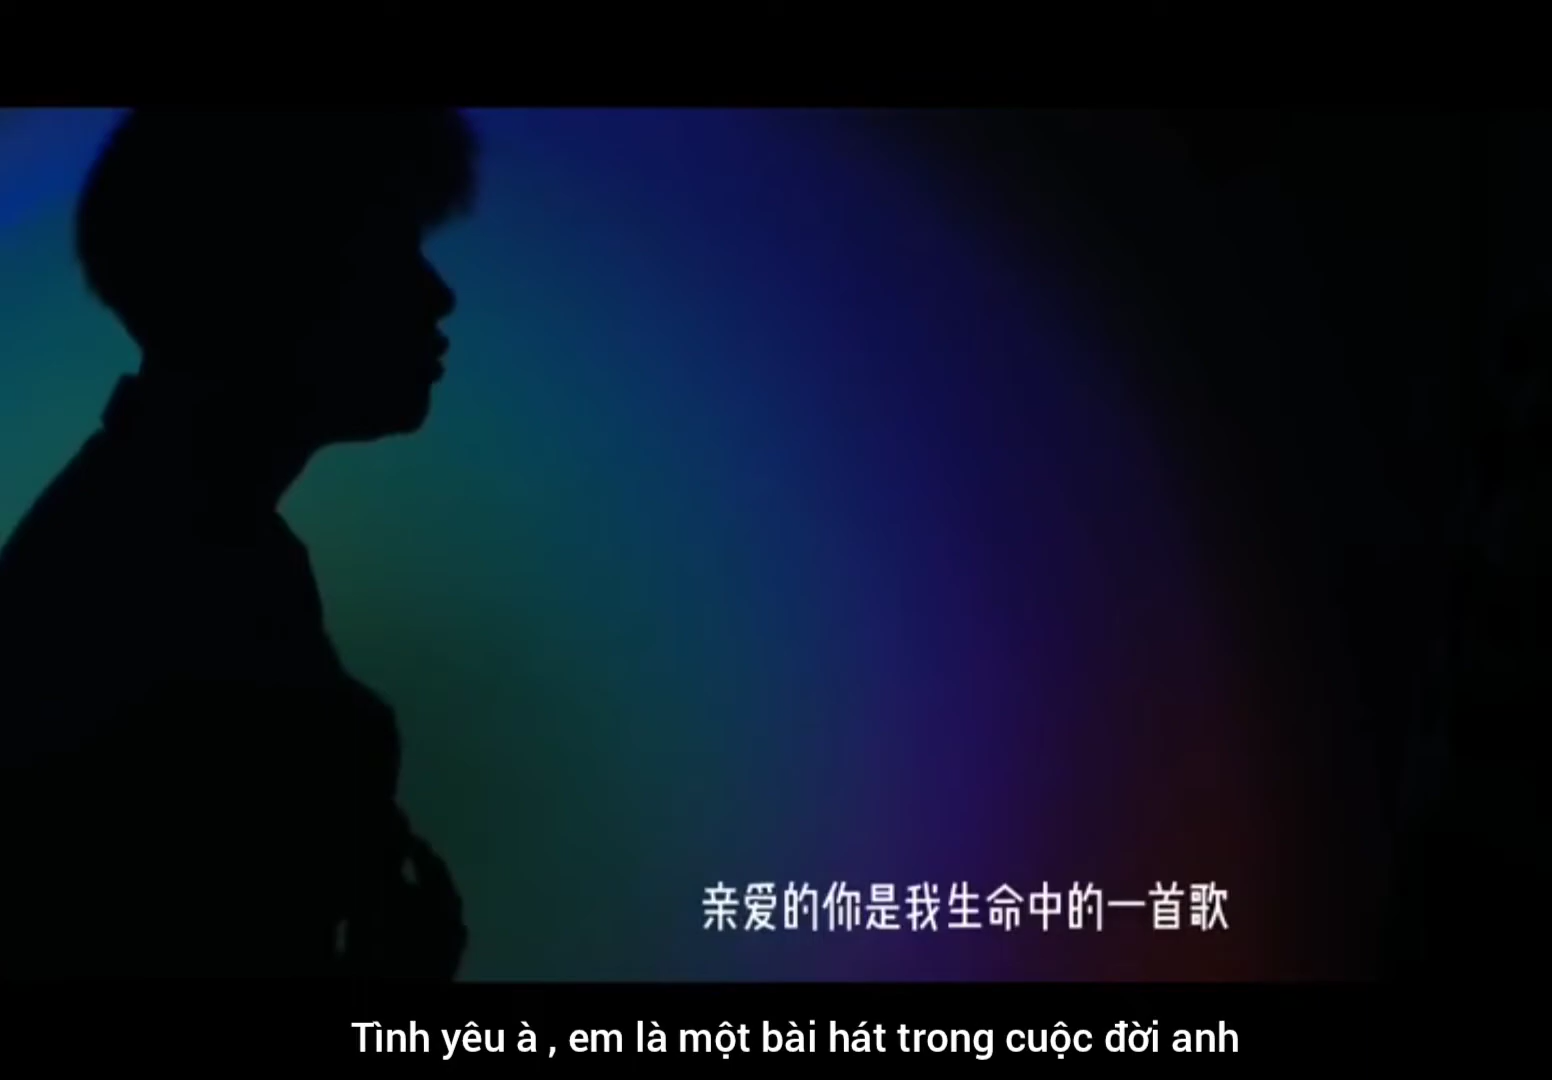 亲爱的你是我生命中的一首歌
Tình yêu à , em là một bài hát trong cuộc đời anh